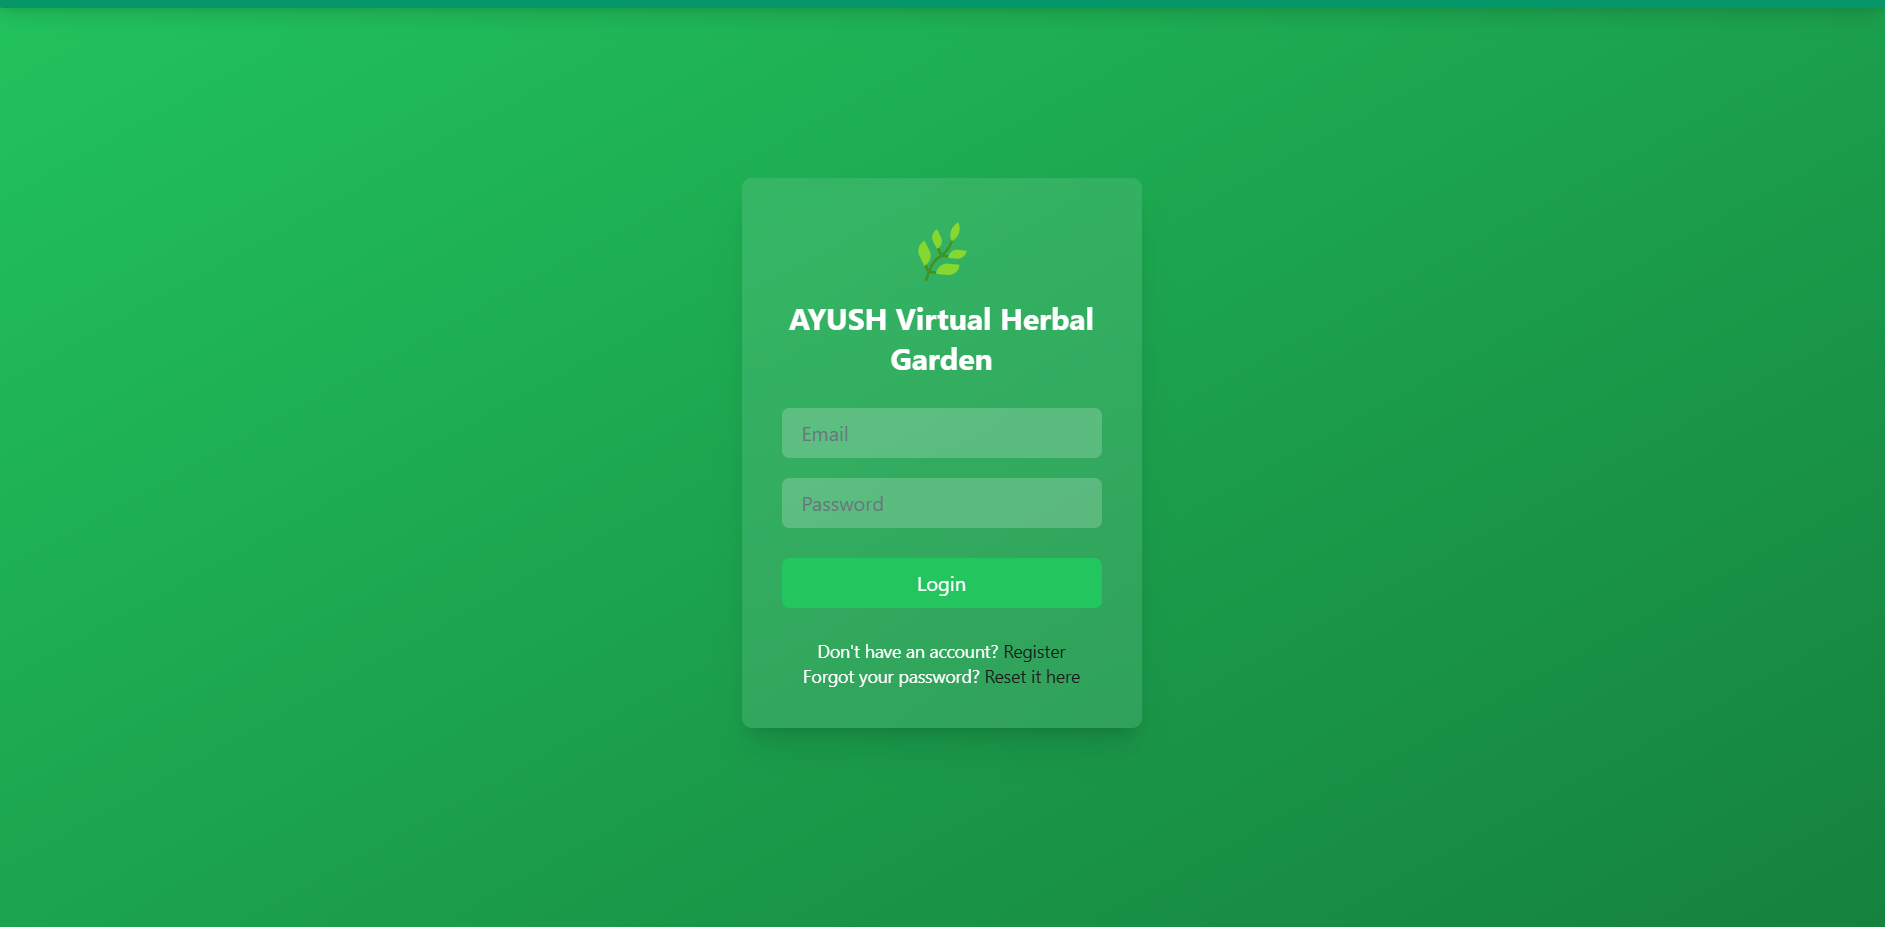 AYUSH Virtual Herbal
Garden
Email
Password
Login
Don't have an account? Register
Forgot your password? Reset it here